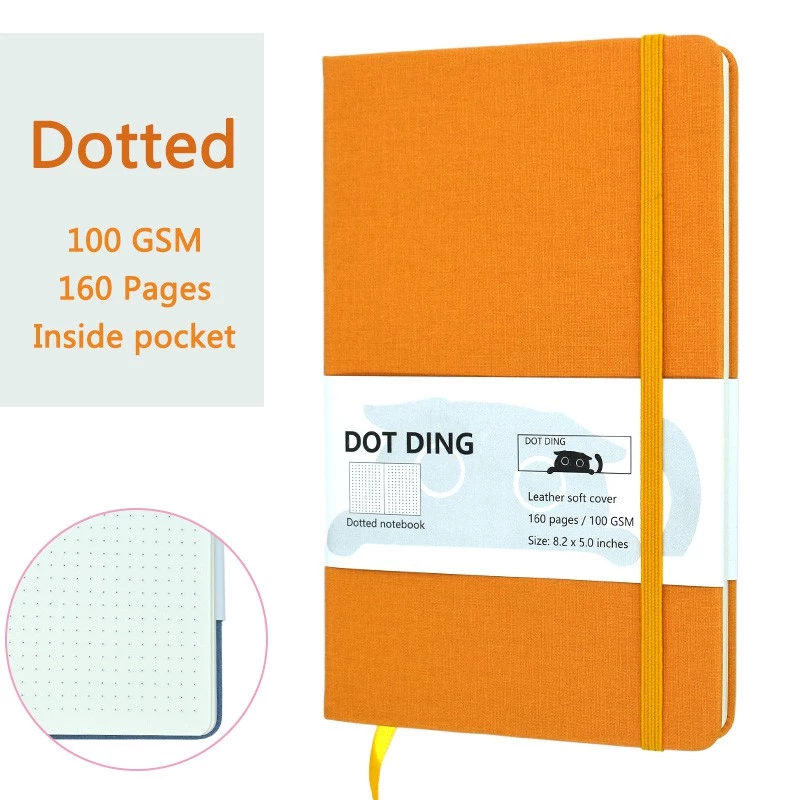 Dotted
100 GSM
160 Pages
Inside pocket
DOT DING
Dotted notebook
DOT DING
Leather soft cover
160 pages / 100 GSM
Size: 8.2 x 5.0 inches